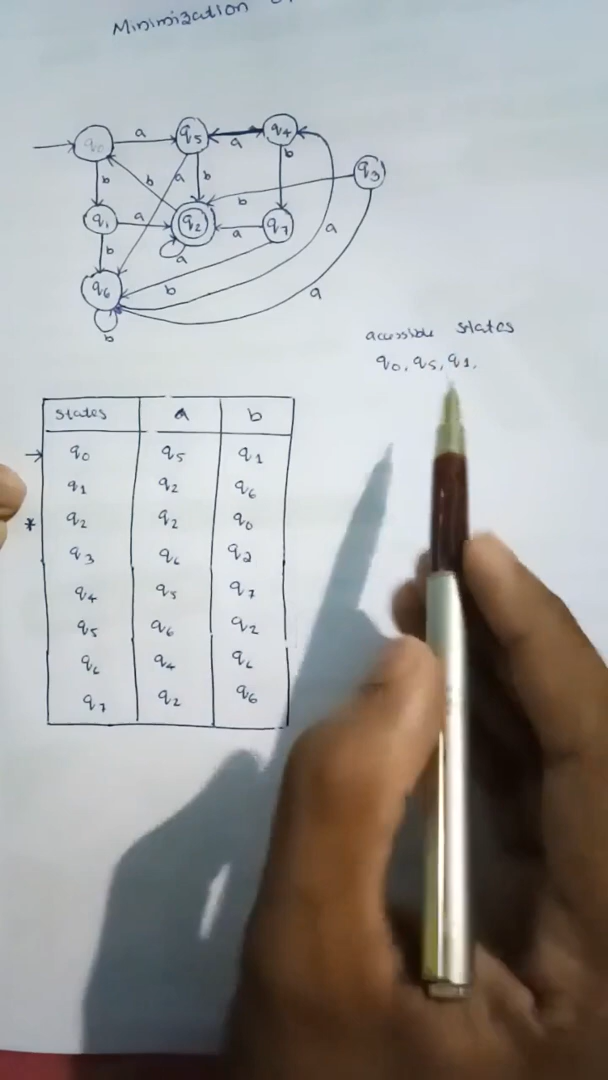 Minimization
q0 a q5 a q4
b b a b b q3
b
q1 a q2 a q7
b a b a
q6
b a
accessible states
q0, q5, q1,
states a b
→ q0 q5 q1
q1 q2 q6
* q2 q2 q0
q3 q6 q2
q4 q5 q7
q5 q6 q2
q6 q4 q6
q7 q2 q6